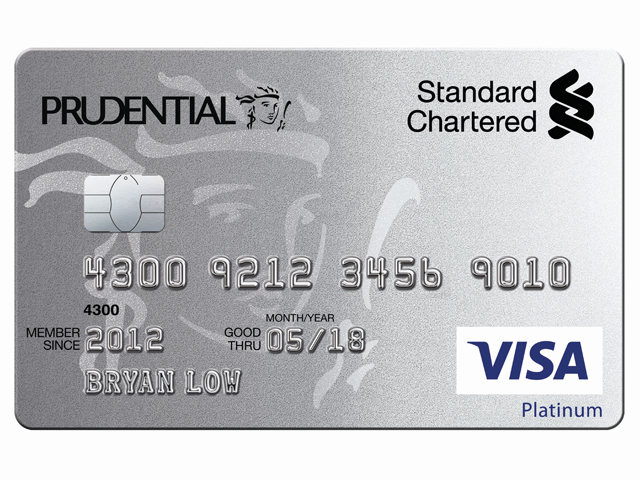 PRUDENTIAL
Standard
Chartered
4300 9212 3456 9010
4300
MONTH/YEAR
MEMBER SINCE 2012 GOOD THRU 05/18
BRYAN LOW
VISA
Platinum